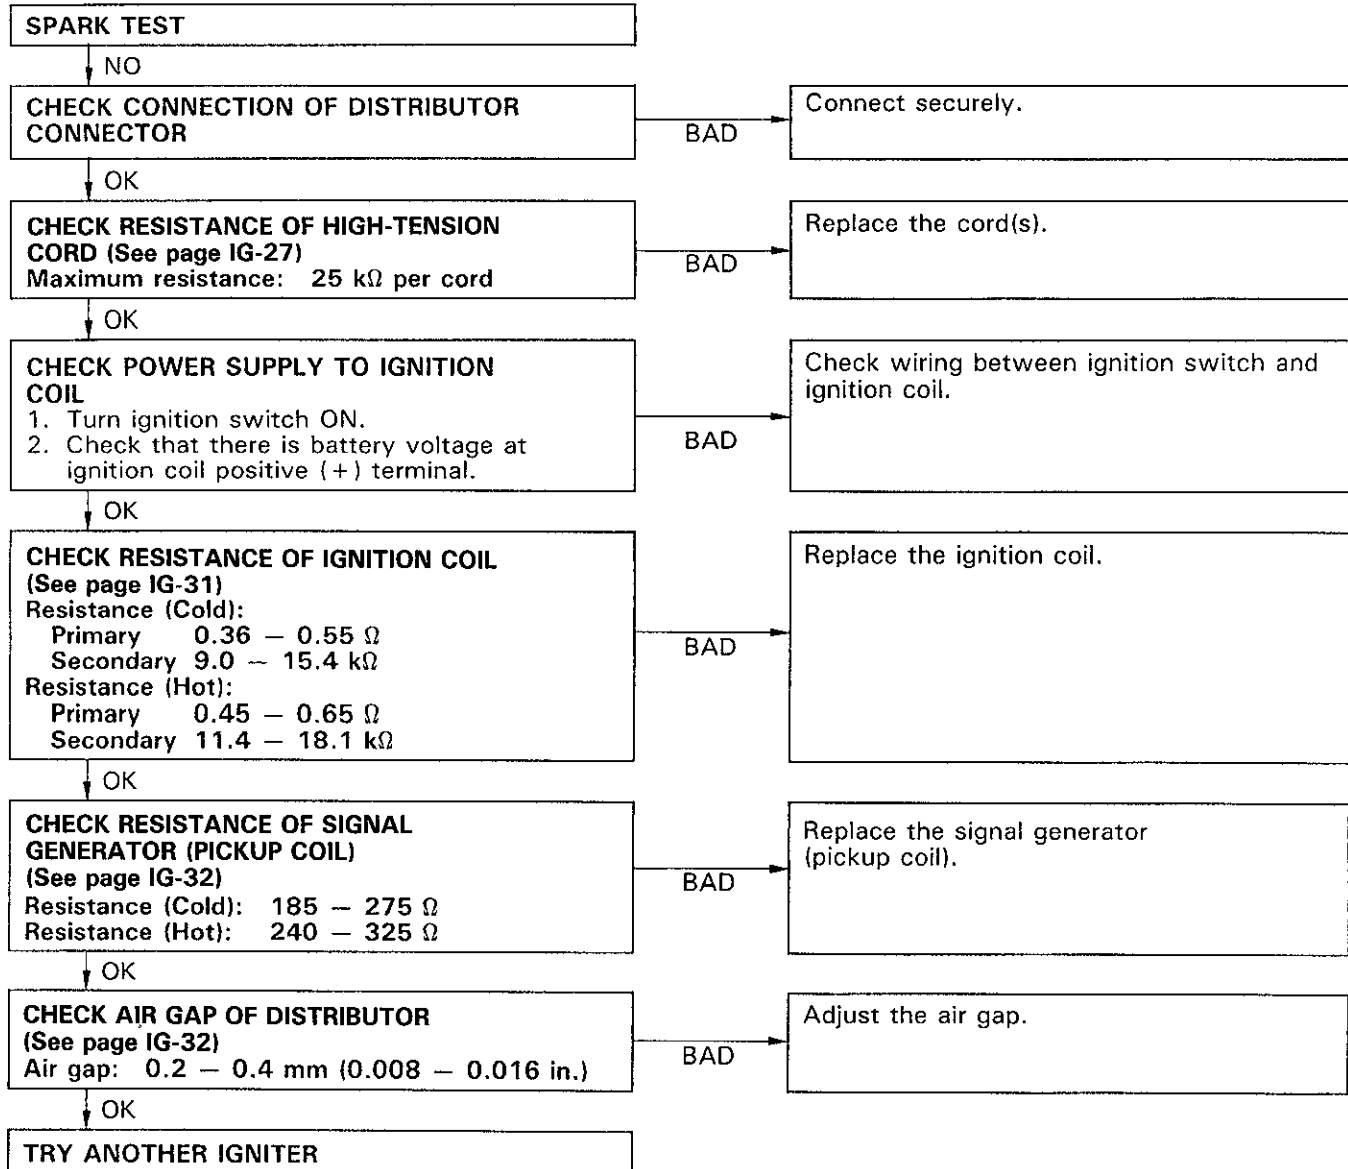 SPARK TEST
NO
CHECK CONNECTION OF DISTRIBUTOR
CONNECTOR
BAD
Connect securely.
OK
CHECK RESISTANCE OF HIGH-TENSION
CORD (See page IG-27)
Maximum resistance: 25 kΩ per cord
BAD
Replace the cord(s).
OK
CHECK POWER SUPPLY TO IGNITION
COIL
1. Turn ignition switch ON.
2. Check that there is battery voltage at
ignition coil positive (+) terminal.
BAD
Check wiring between ignition switch and
ignition coil.
OK
CHECK RESISTANCE OF IGNITION COIL
(See page IG-31)
Resistance (Cold):
Primary 0.36 – 0.55 Ω
Secondary 9.0 – 15.4 kΩ
Resistance (Hot):
Primary 0.45 – 0.65 Ω
Secondary 11.4 – 18.1 kΩ
BAD
Replace the ignition coil.
OK
CHECK RESISTANCE OF SIGNAL
GENERATOR (PICKUP COIL)
(See page IG-32)
Resistance (Cold): 185 – 275 Ω
Resistance (Hot): 240 – 325 Ω
BAD
Replace the signal generator
(pickup coil).
OK
CHECK AIR GAP OF DISTRIBUTOR
(See page IG-32)
Air gap: 0.2 – 0.4 mm (0.008 – 0.016 in.)
BAD
Adjust the air gap.
OK
TRY ANOTHER IGNITER